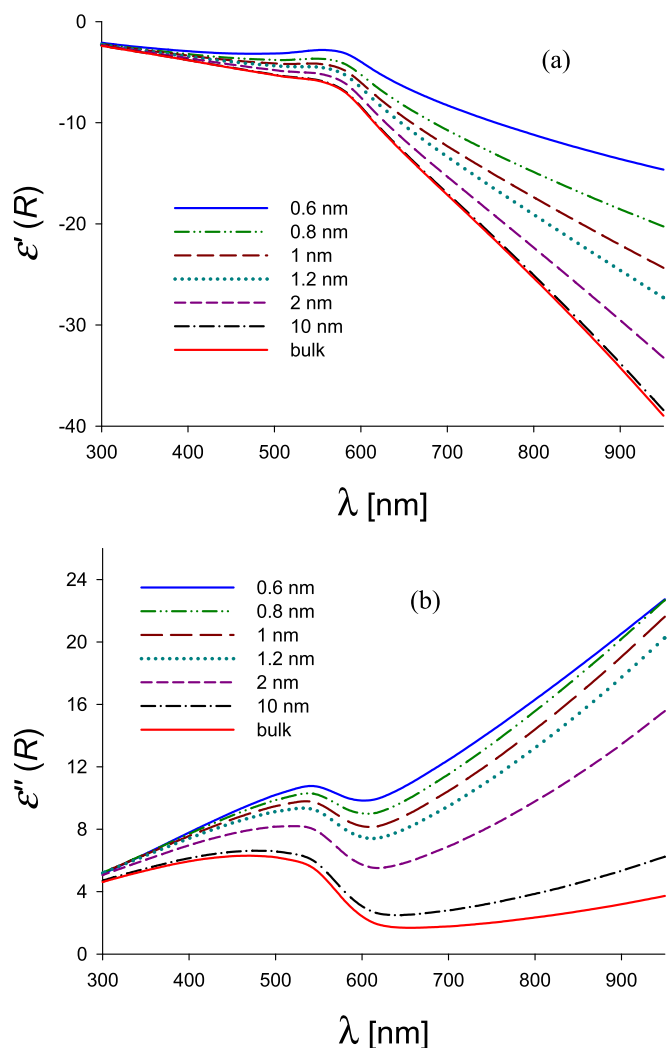 0
(a)
-10
ε' (R)
0.6 nm
0.8 nm
1 nm
1.2 nm
2 nm
10 nm
bulk
-20
-30
-40
300 400 500 600 700 800 900
λ [nm]
24
0.6 nm
(b)
0.8 nm
1 nm
1.2 nm
2 nm
10 nm
bulk
20
16
ε" (R)
12
8
4
0
300 400 500 600 700 800 900
λ [nm]